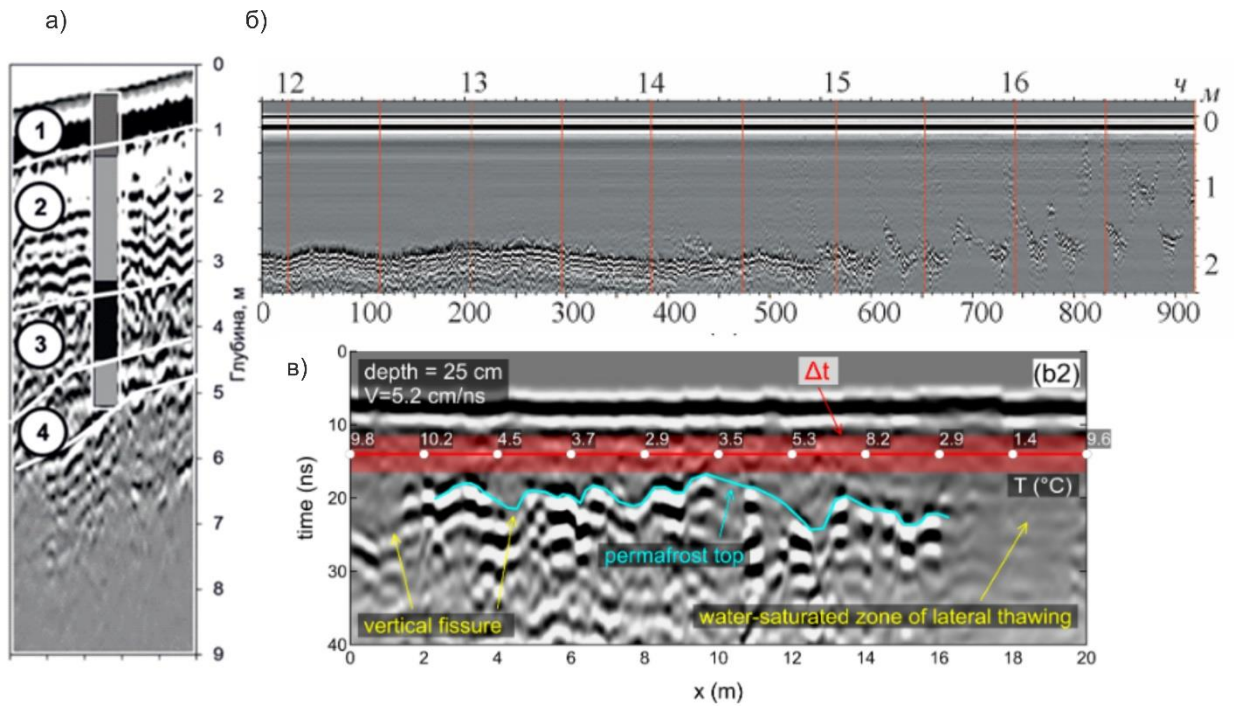 а)
0
1
2
3
4
5
6
7
8
9
Глубина, м
1
2
3
4
б)
12 13 14 15 16 ч м
0
1
2
0 100 200 300 400 500 600 700 800 900
в)
depth = 25 cm
V=5.2 cm/ns
Δt
(b2)
9.8 10.2 4.5 3.7 2.9 3.5 5.3 8.2 2.9 1.4 9.6
T (°C)
permafrost top
vertical fissure
water-saturated zone of lateral thawing
0
10
20
30
40
time (ns)
0 2 4 6 8 10 12 14 16 18 20
x (m)